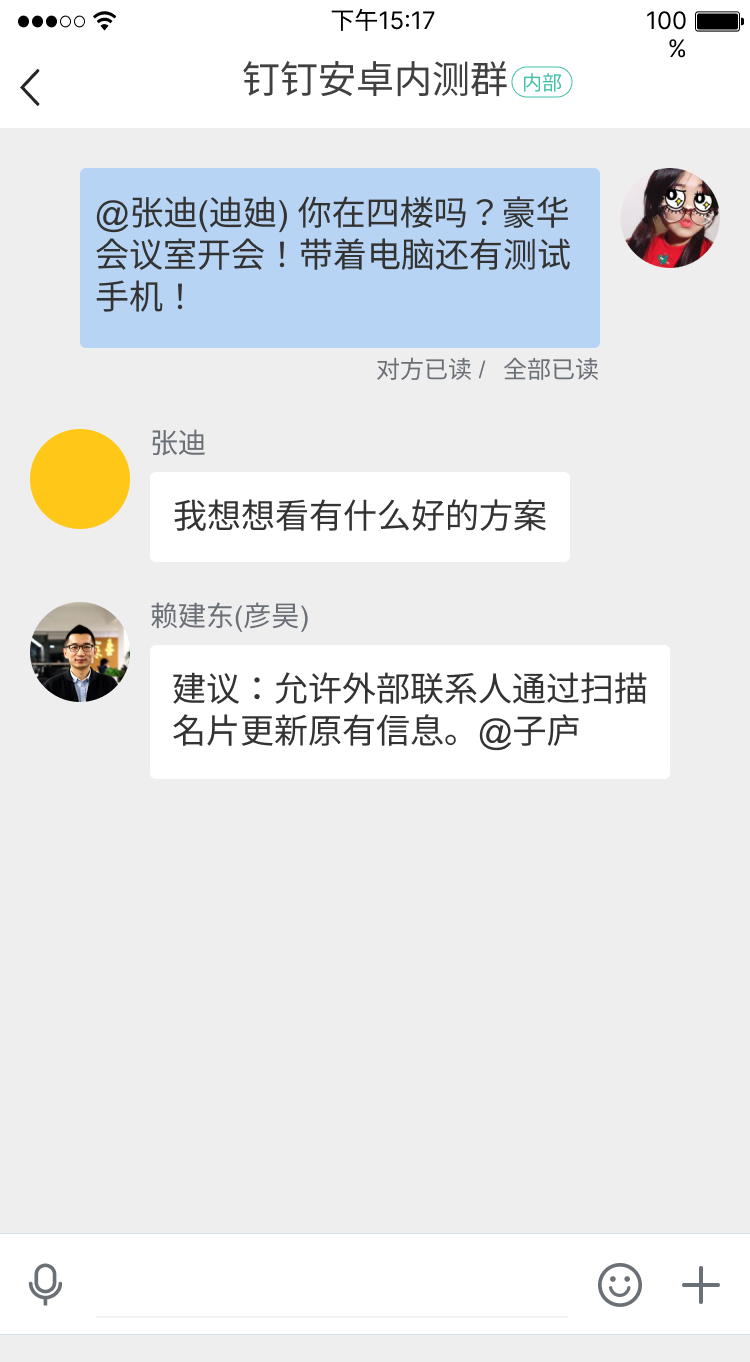 下午15:17
100
%
钉钉安卓内测群 内部
@张迪(迪廸) 你在四楼吗？豪华
会议室开会！带着电脑还有测试
手机！
对方已读 / 全部已读
张迪
我想想看有什么好的方案
赖建东(彦昊)
建议：允许外部联系人通过扫描
名片更新原有信息。@子庐